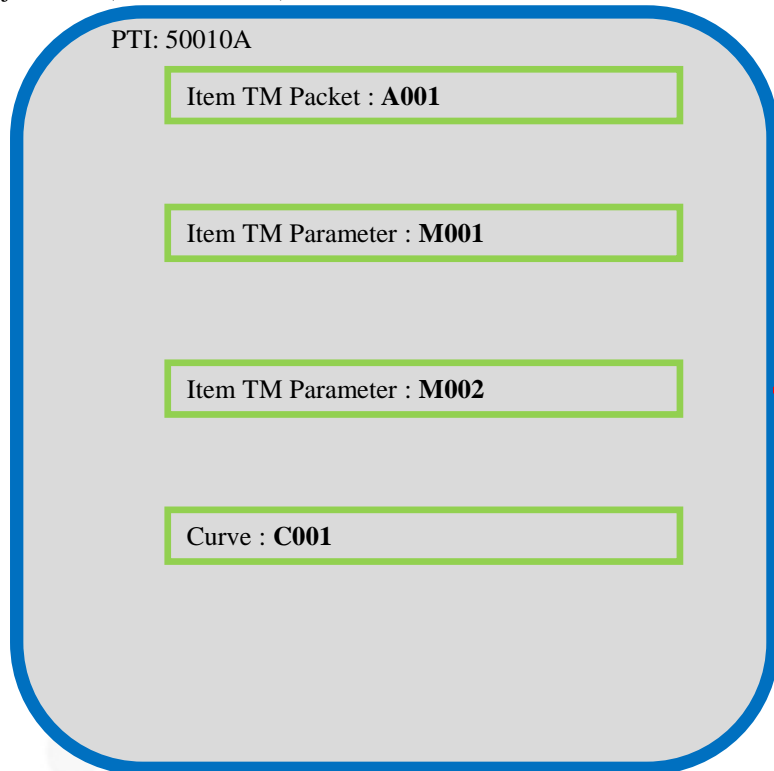 PTI: 50010A
Item TM Packet : A001
Item TM Parameter : M001
Item TM Parameter : M002
Curve : C001